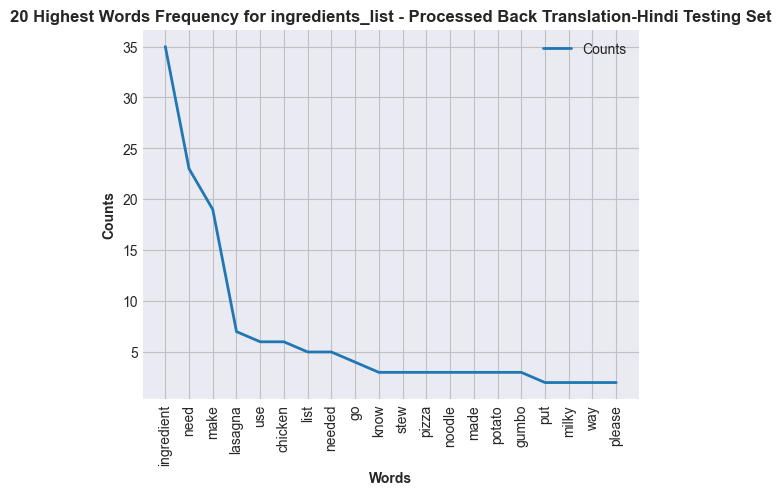 20 Highest Words Frequency for ingredients_list - Processed Back Translation-Hindi Testing Set
Counts
35
30
25
20
15
10
5
Counts
ingredient
need
make
lasagna
use
chicken
list
needed
go
know
stew
pizza
noodle
made
potato
gumbo
put
milky
way
please
Words